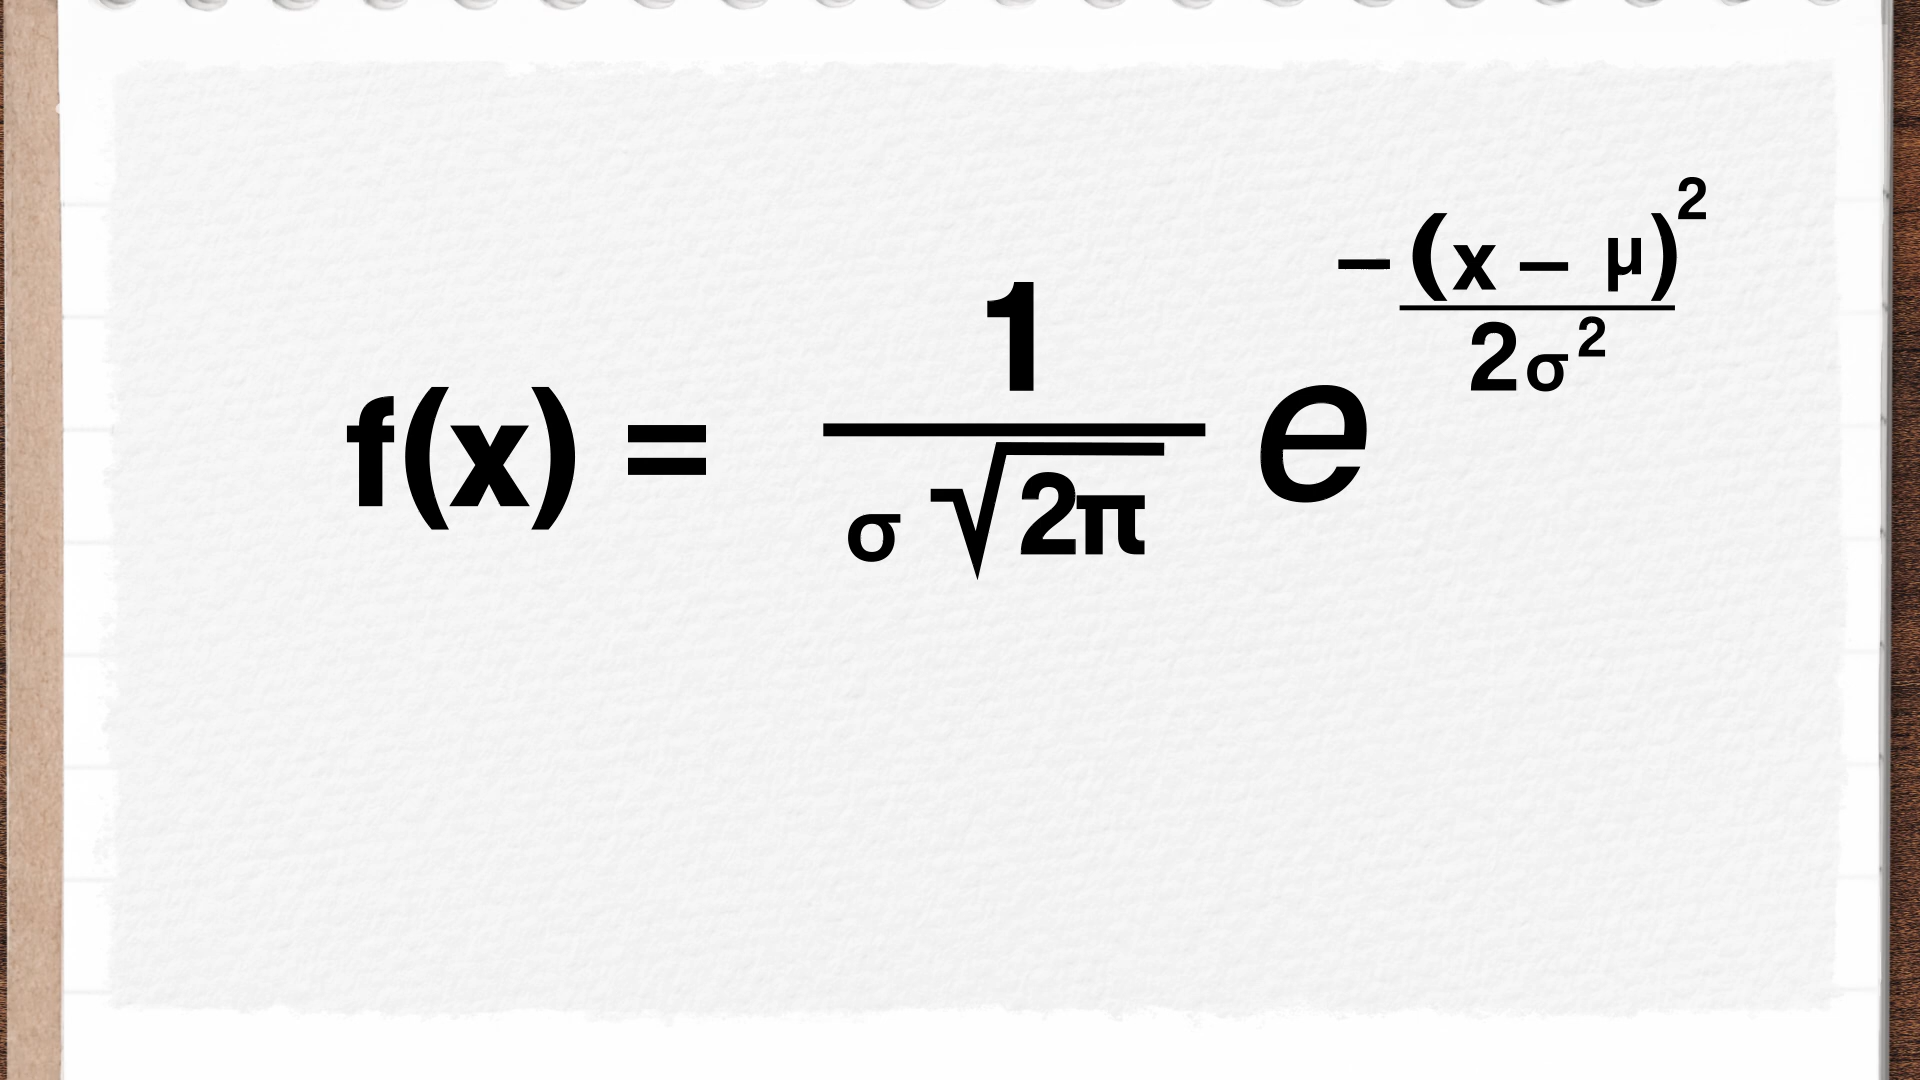 f(x) = 1/(σ√2π) e^(−(x − μ)²/2σ²)